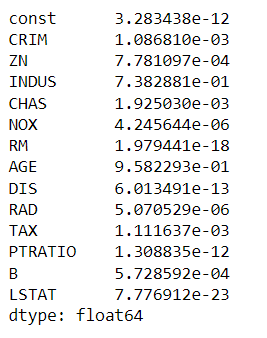 const 3.283438e-12
CRIM 1.086810e-03
ZN 7.781097e-04
INDUS 7.382881e-01
CHAS 1.925030e-03
NOX 4.245644e-06
RM 1.979441e-18
AGE 9.582293e-01
DIS 6.013491e-13
RAD 5.070529e-06
TAX 1.111637e-03
PTRATIO 1.308835e-12
B 5.728592e-04
LSTAT 7.776912e-23
dtype: float64